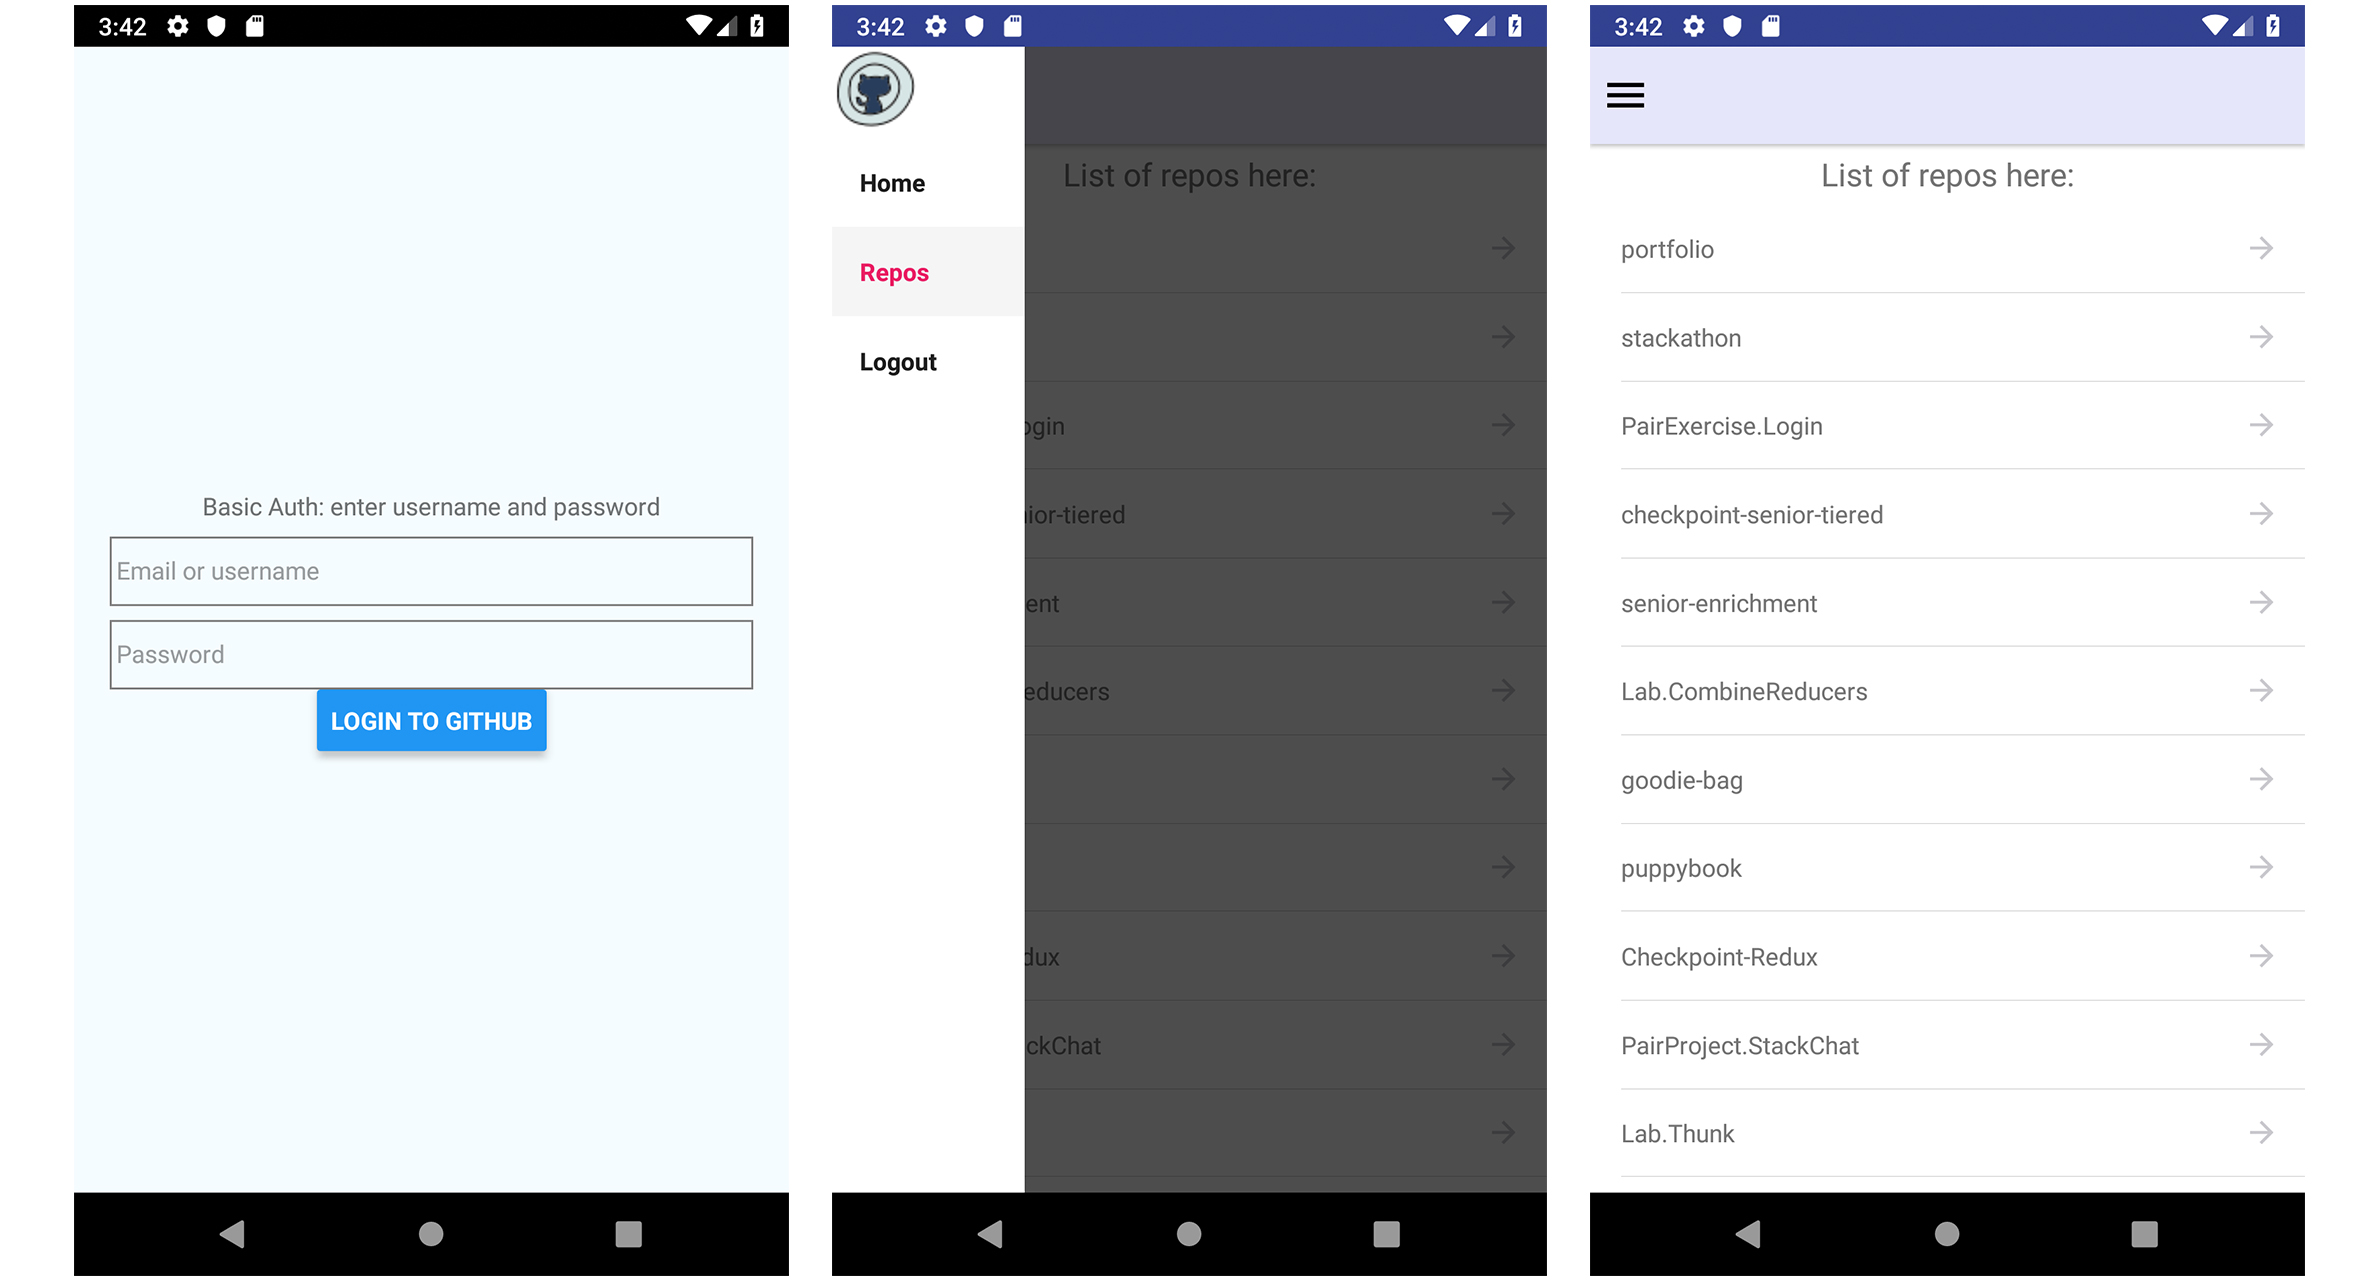 3:42
Basic Auth: enter username and password
Email or username
Password
LOGIN TO GITHUB
3:42
Home
Repos
Logout
List of repos here:
ogin
ior-tiered
ent
educers
dux
ckChat
3:42
List of repos here:
portfolio
stackathon
PairExercise.Login
checkpoint-senior-tiered
senior-enrichment
Lab.CombineReducers
goodie-bag
puppybook
Checkpoint-Redux
PairProject.StackChat
Lab.Thunk